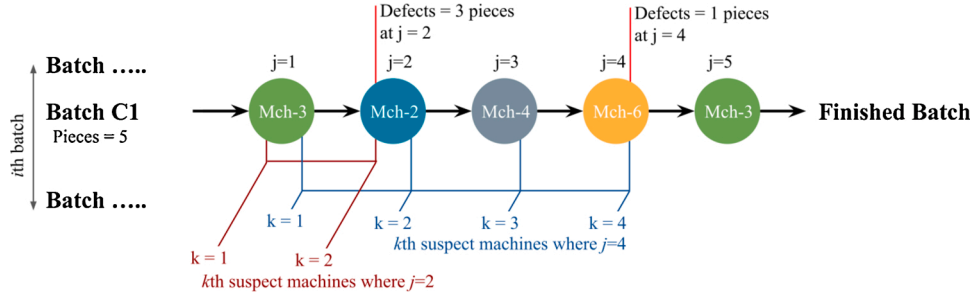 Defects = 3 pieces
at j = 2
Defects = 1 pieces
at j = 4
Batch …..
j=1
j=2
j=3
j=4
j=5
ith batch
Batch C1
Pieces = 5
Mch-3
Mch-2
Mch-4
Mch-6
Mch-3
Finished Batch
Batch …..
k = 1
k = 2
k = 3
k = 4
kth suspect machines where j=4
k = 1
k = 2
kth suspect machines where j=2